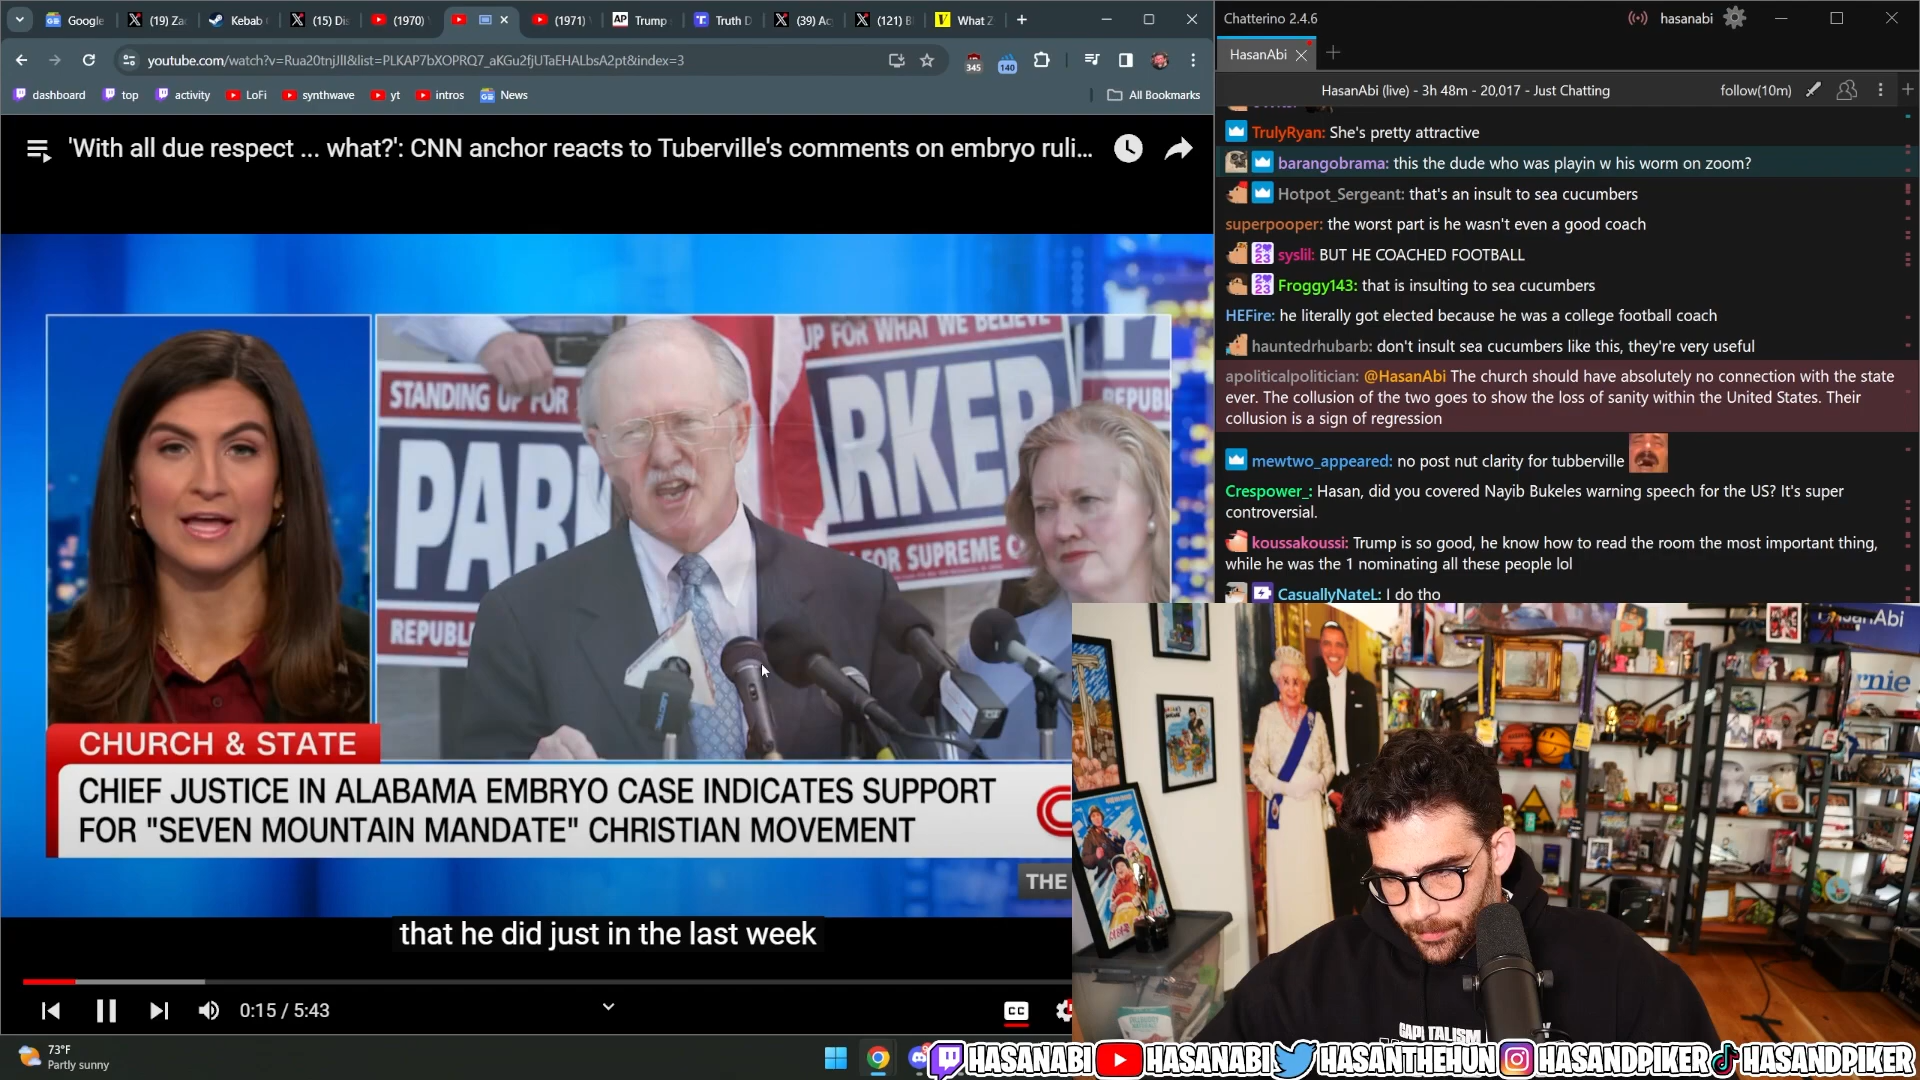 Google
(19) Za
Kebab
(15) Di
(1970)
(1971)
AP
Trump
Truth D
(39) Ac
(121) B
What Z
youtube.com/watch?v=Rua20tnjJlI&list=PLKAP7bXOPRQ7_aKGu2fjUTaEHALbsA2pt&index=3
345
140
dashboard
top
activity
LoFi
synthwave
yt
intros
News
All Bookmarks
'With all due respect ... what?': CNN anchor reacts to Tuberville's comments on embryo ruli...
UP FOR WHAT WE BELIEVE
STANDING UP FOR
PARK
RKER
REPUBL
FOR SUPREME C
REPUBL
CHURCH & STATE
CHIEF JUSTICE IN ALABAMA EMBRYO CASE INDICATES SUPPORT
FOR "SEVEN MOUNTAIN MANDATE" CHRISTIAN MOVEMENT
THE
that he did just in the last week
0:15 / 5:43
CC
73°F
Partly sunny
Chatterino 2.4.6
hasanabi
HasanAbi
HasanAbi (live) - 3h 48m - 20,017 - Just Chatting
follow(10m)
TrulyRyan: She's pretty attractive
barangobrama: this the dude who was playin w his worm on zoom?
Hotpot_Sergeant: that's an insult to sea cucumbers
superpooper: the worst part is he wasn't even a good coach
syslil: BUT HE COACHED FOOTBALL
Froggy143: that is insulting to sea cucumbers
HEFire: he literally got elected because he was a college football coach
hauntedrhubarb: don't insult sea cucumbers like this, they're very useful
apoliticalpolitician: @HasanAbi The church should have absolutely no connection with the state
ever. The collusion of the two goes to show the loss of sanity within the United States. Their
collusion is a sign of regression
mewtwo_appeared: no post nut clarity for tubberville
Crespower_: Hasan, did you covered Nayib Bukeles warning speech for the US? It's super
controversial.
koussakoussi: Trump is so good, he know how to read the room the most important thing,
while he was the 1 nominating all these people lol
CasuallyNateL: I do tho
rnie
CAPITALISM
HASANABI
HASANABI
HASANTHEHUN
HASANDPIKER
HASANDPIKER